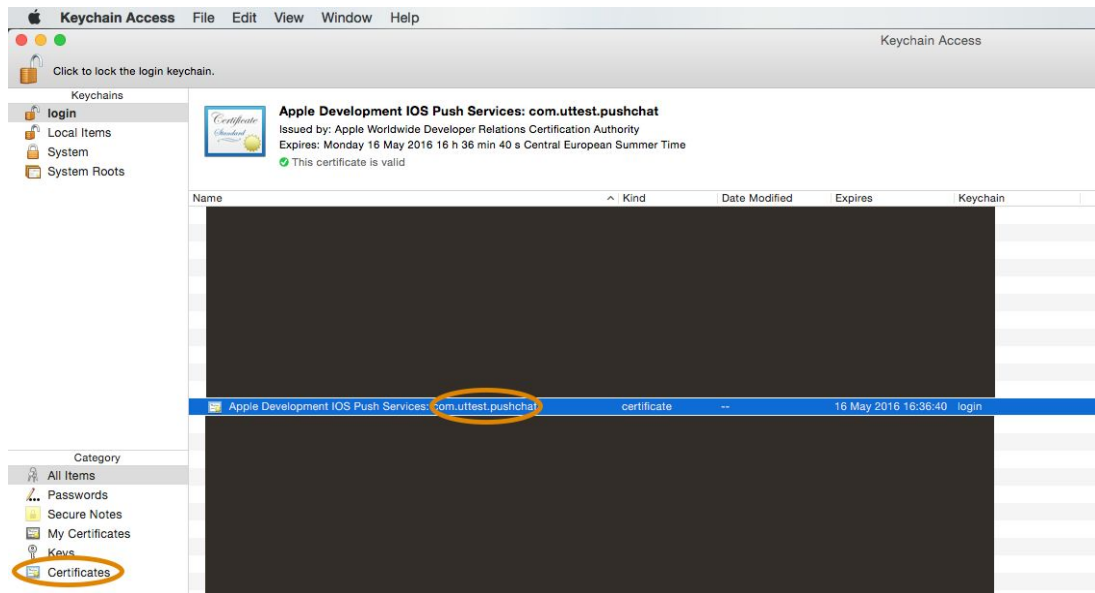 Keychain Access File Edit View Window Help
Keychain Access
Click to lock the login keychain.
Keychains
login
Local Items
System
System Roots
Certificate
Standard
Apple Development IOS Push Services: com.uttest.pushchat
Issued by: Apple Worldwide Developer Relations Certification Authority
Expires: Monday 16 May 2016 16 h 36 min 40 s Central European Summer Time
This certificate is valid
Name Kind Date Modified Expires Keychain
Apple Development IOS Push Services: com.uttest.pushchat certificate -- 16 May 2016 16:36:40 login
Category
All Items
Passwords
Secure Notes
My Certificates
Keys
Certificates